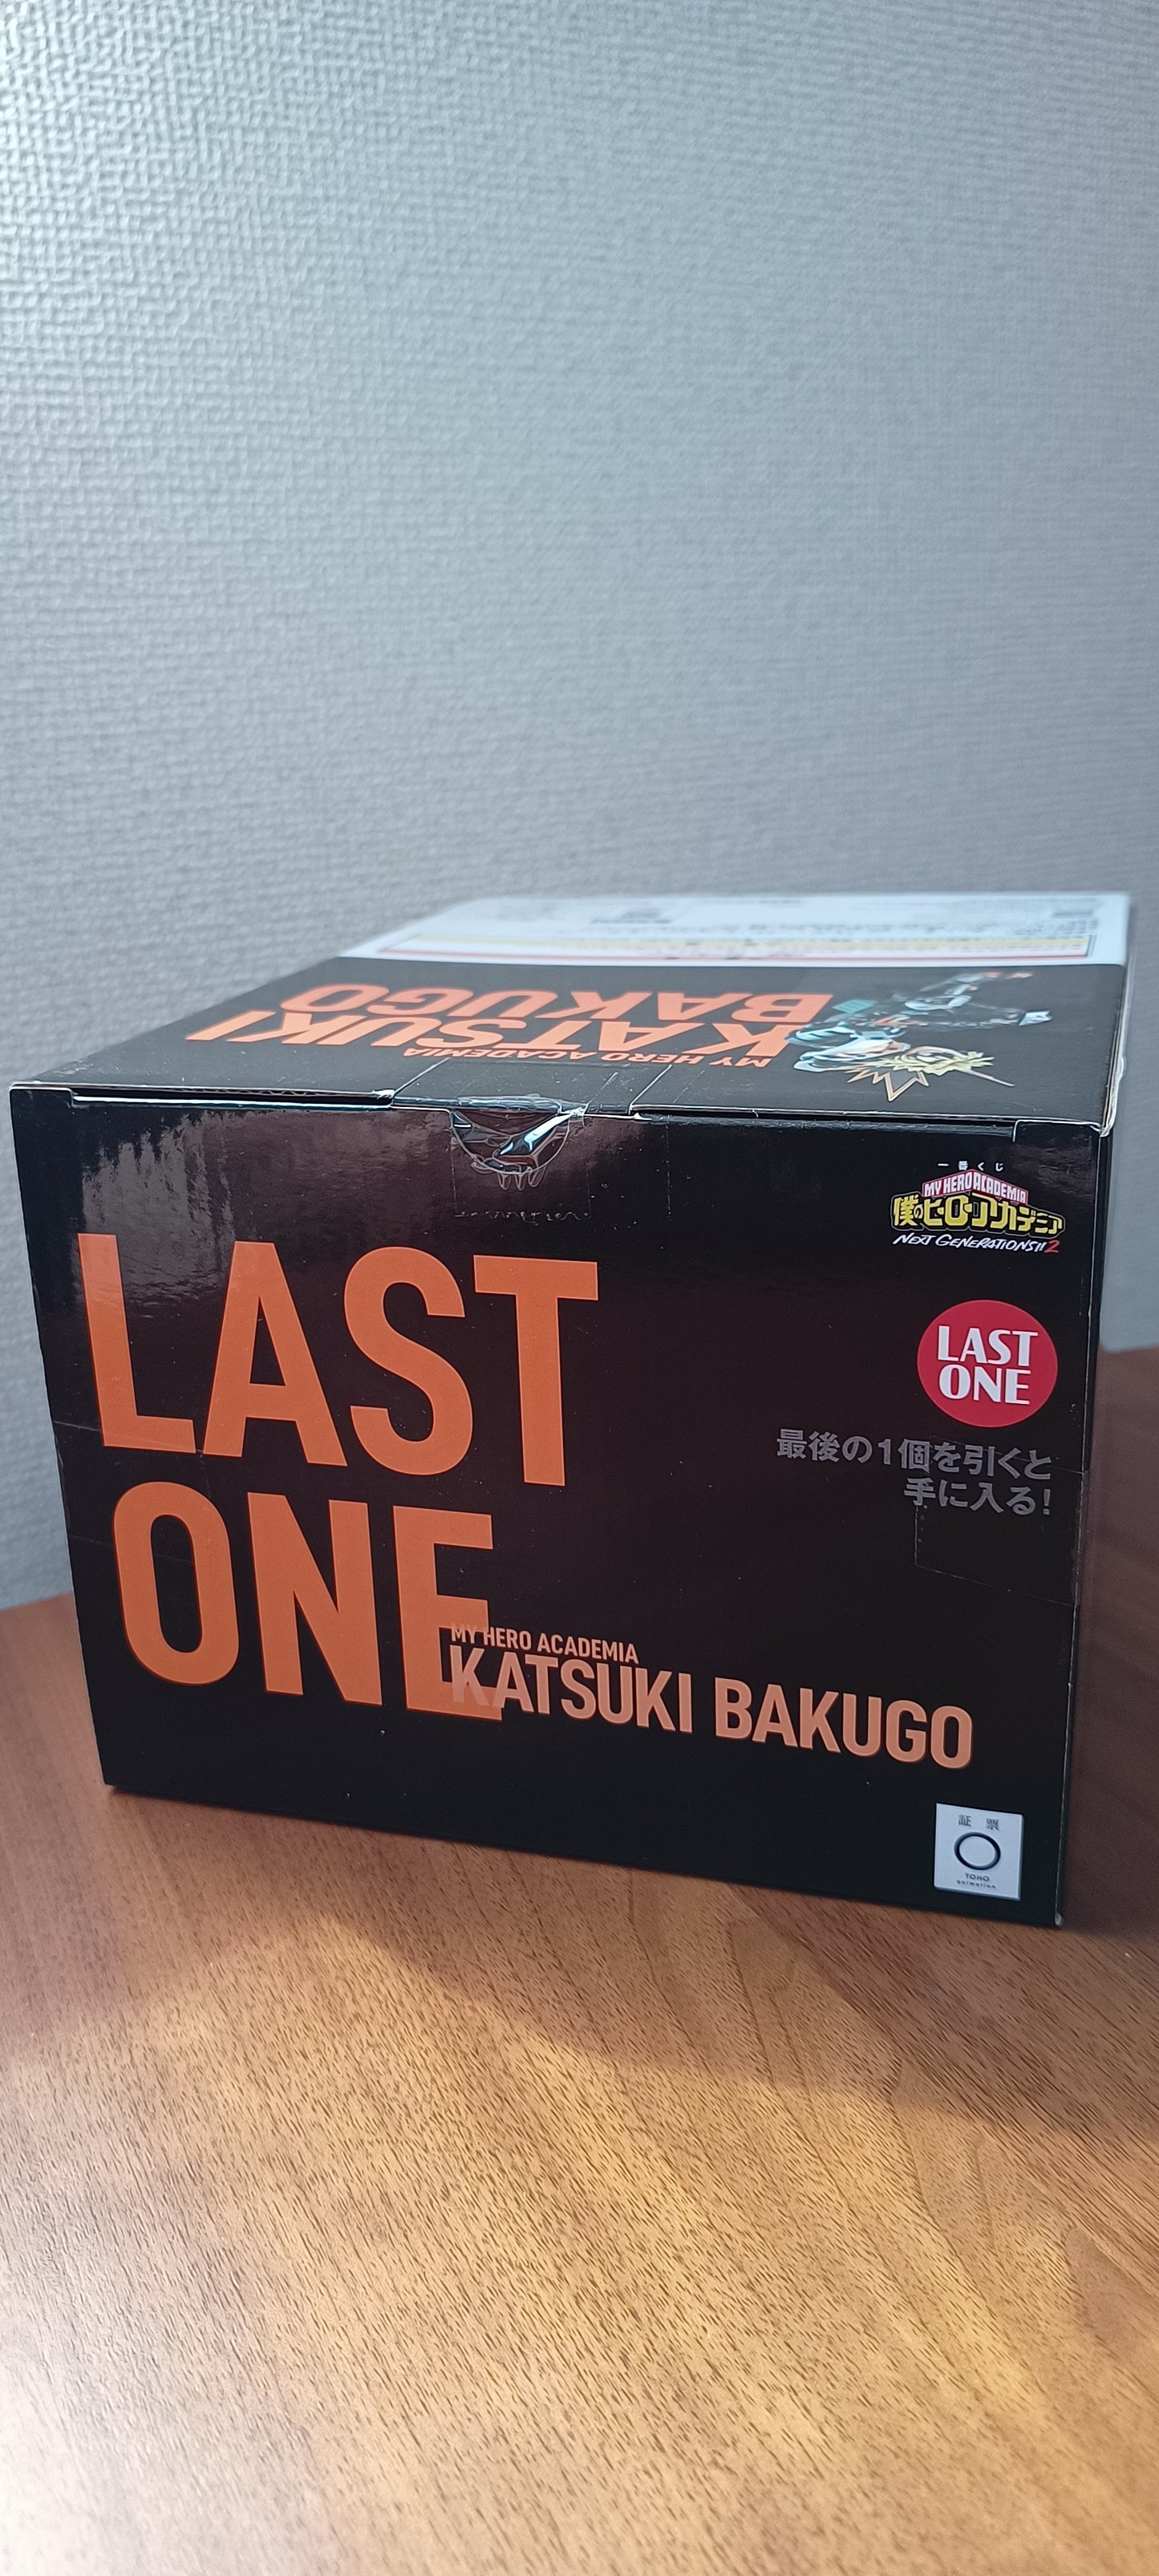 MY HERO ACADEMIA
KATSUKI
BAKUGO
一番くじ
MY HERO ACADEMIA
僕のヒーローアカデミア
NEXT GENERATIONS!! 2
LAST
ONE
LAST
ONE
最後の1個を引くと
手に入る!
MY HERO ACADEMIA
KATSUKI BAKUGO
証票
TOHO
animation